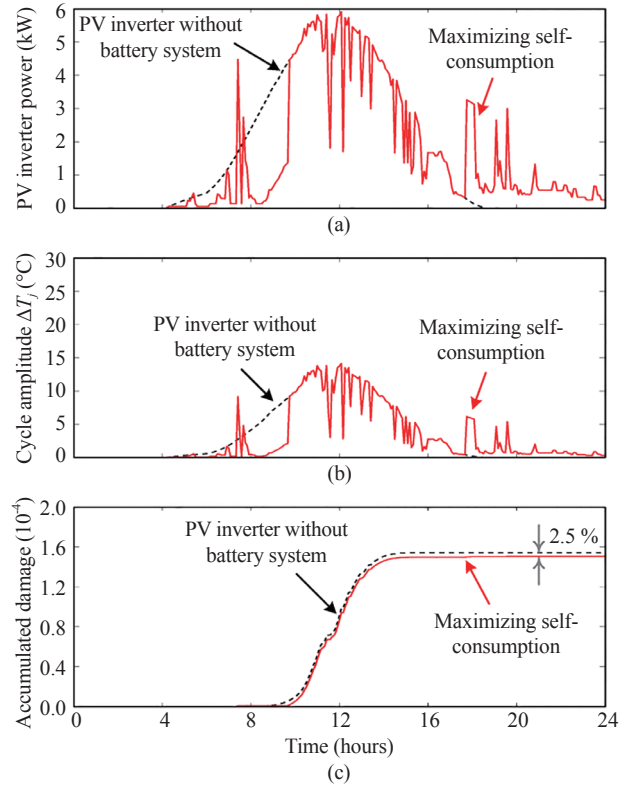 PV inverter power (kW)
6
5
4
3
2
1
0
PV inverter without
battery system
Maximizing self-
consumption
(a)
Cycle amplitude ΔTj (°C)
30
25
20
15
10
5
0
PV inverter without
battery system
Maximizing self-
consumption
(b)
Accumulated damage (10-4)
2.0
1.6
1.2
0.8
0.4
0
PV inverter without
battery system
2.5 %
Maximizing self-
consumption
0 4 8 12 16 20 24
Time (hours)
(c)